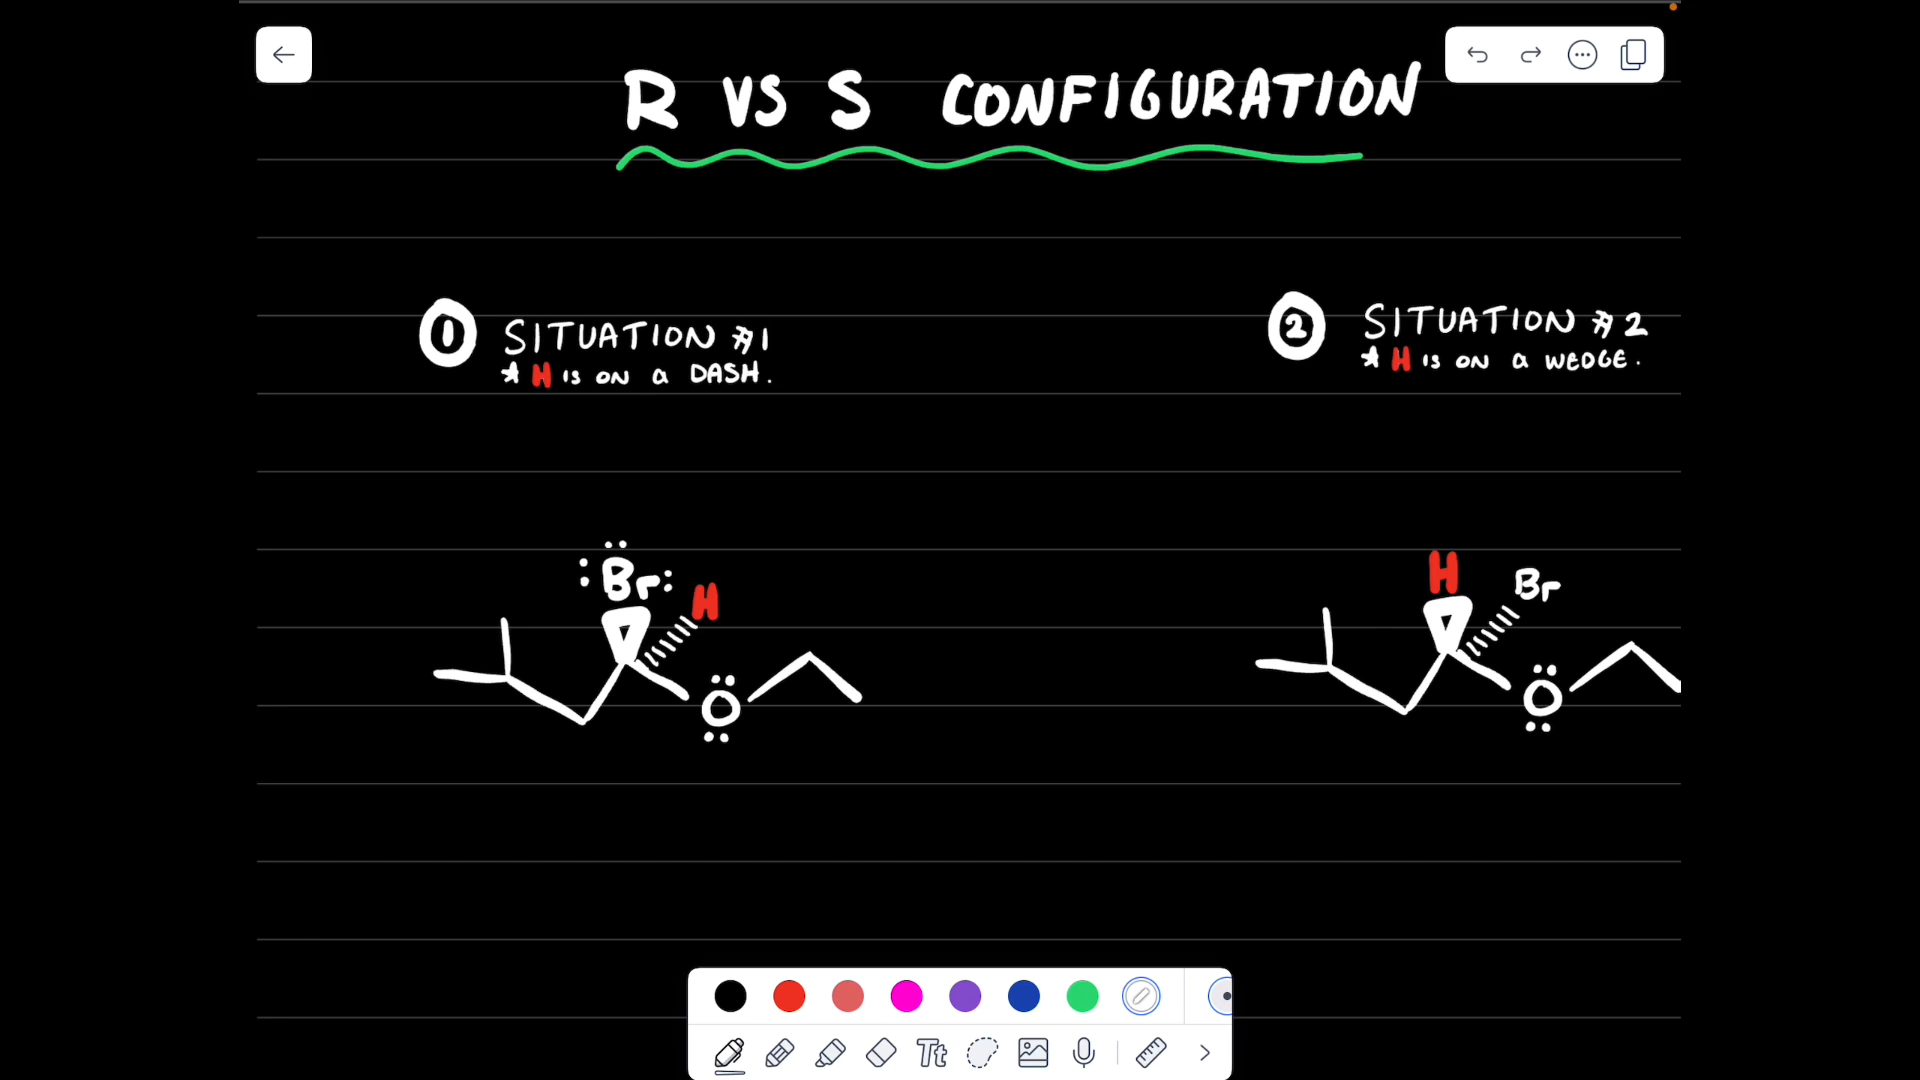 R VS S CONFIGURATION
① SITUATION #1
* H IS ON a DASH.
② SITUATION #2
* H IS ON a WEDGE.
:Br:
H
O
H
Br
O
Tt